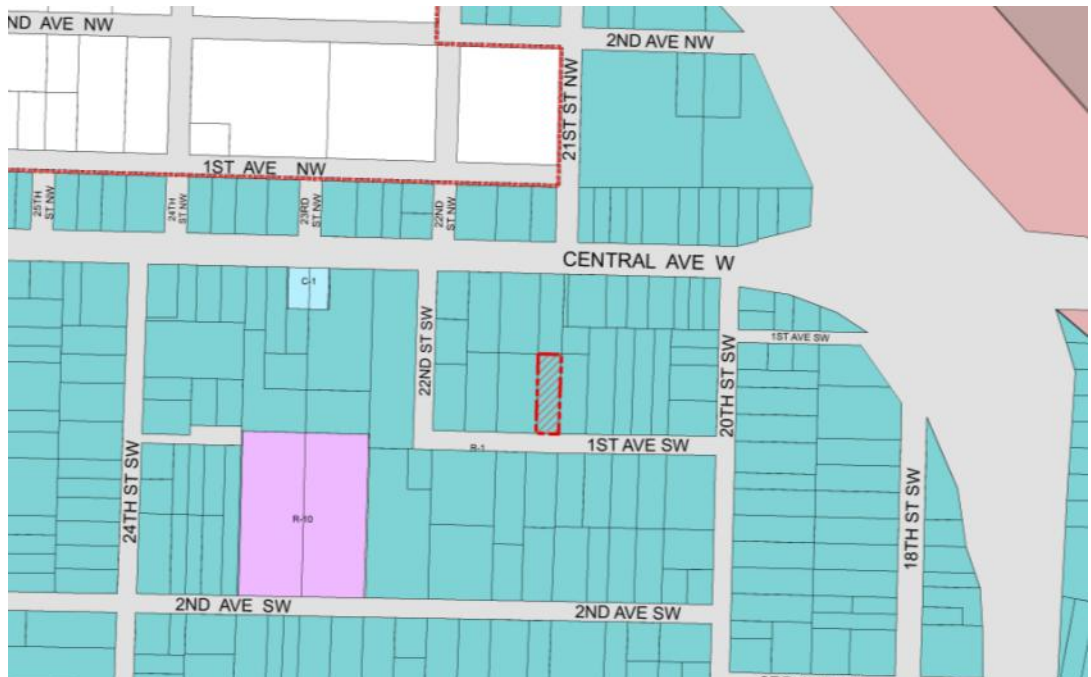 ND AVE NW
2ND AVE NW
21ST ST NW
1ST AVE NW
25TH
ST NW
24TH
ST NW
23RD
ST NW
22ND
ST NW
CENTRAL AVE W
C-1
22ND ST SW
1ST AVE SW
20TH ST SW
R-1
1ST AVE SW
24TH ST SW
18TH ST SW
R-10
2ND AVE SW
2ND AVE SW